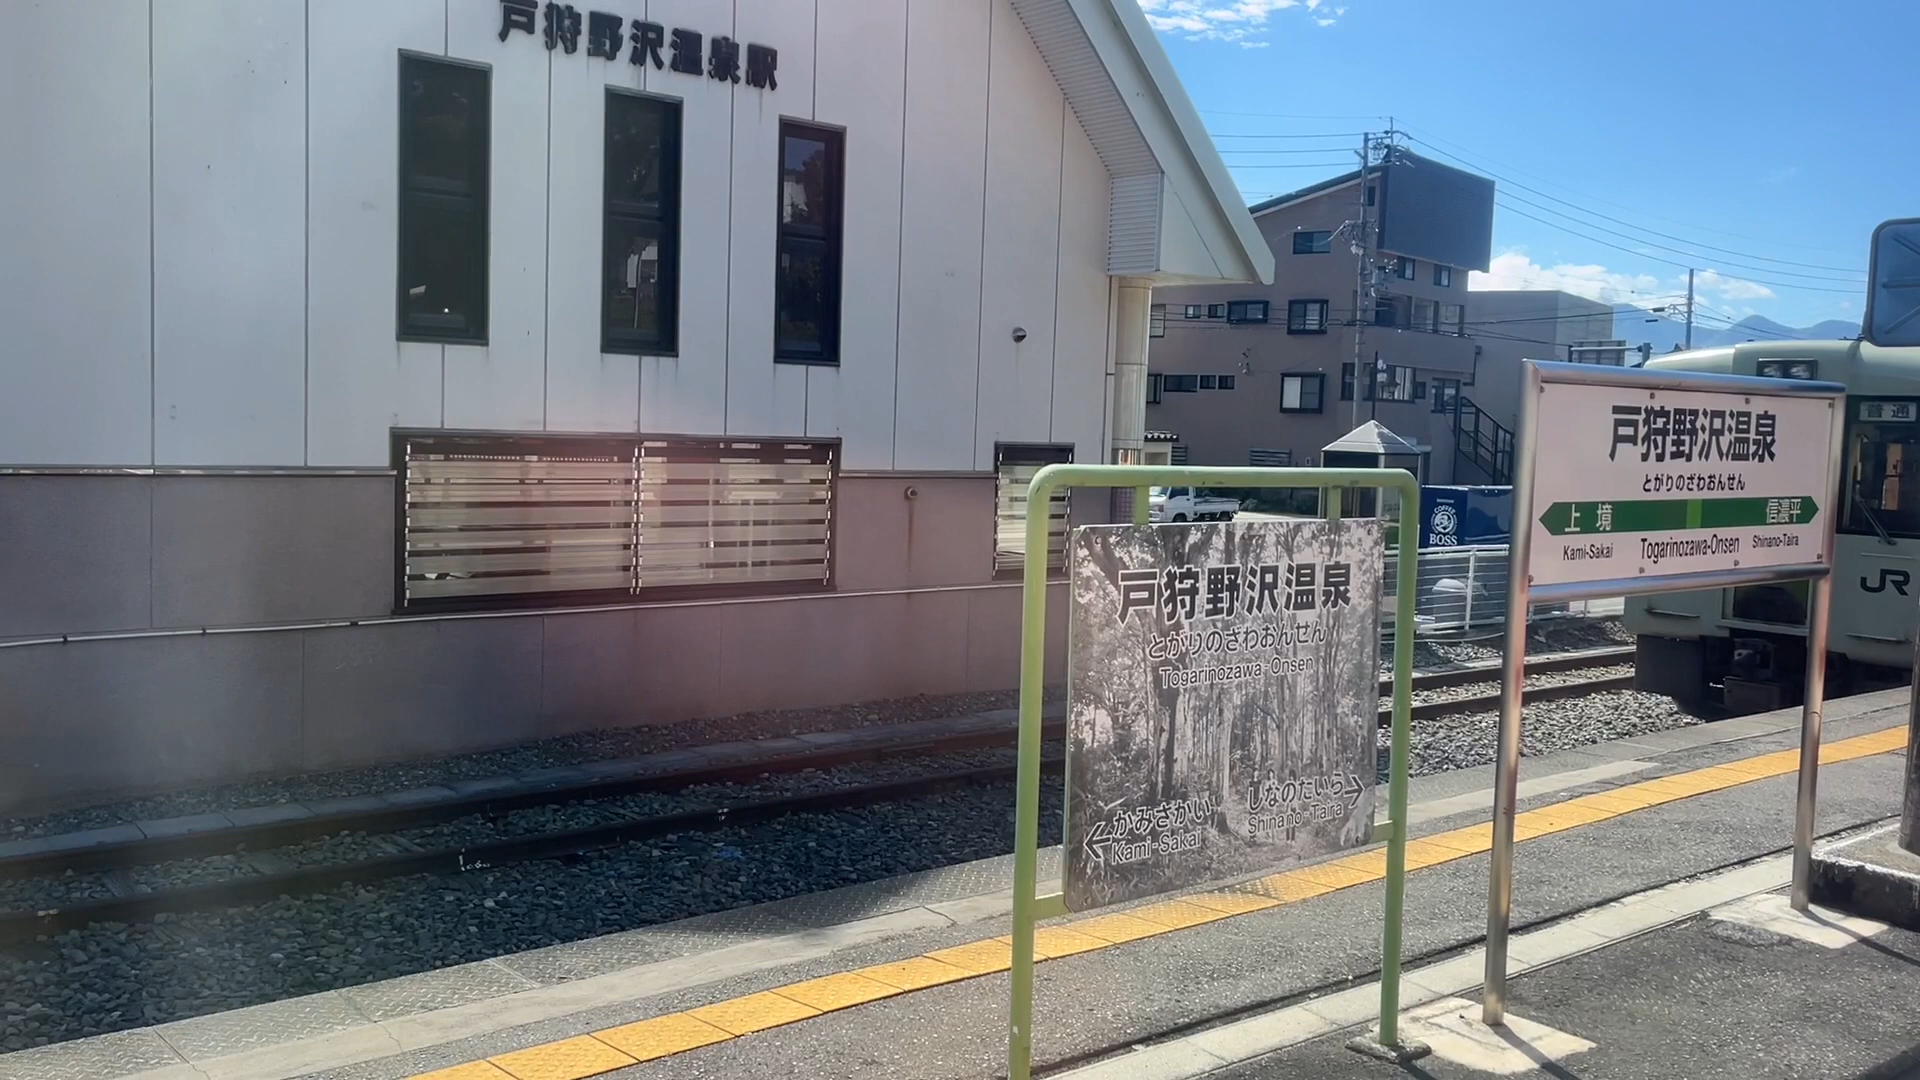 戸狩野沢温泉駅
戸狩野沢温泉
とがりのざわおんせん
Togarinozawa-Onsen
しなのたいら→
Shinano-Taira
←かみさかい
Kami-Sakai
戸狩野沢温泉
とがりのざわおんせん
上境 信濃平
Kami-Sakai Togarinozawa-Onsen Shinano-Taira
普通
JR
COFFEE
BOSS